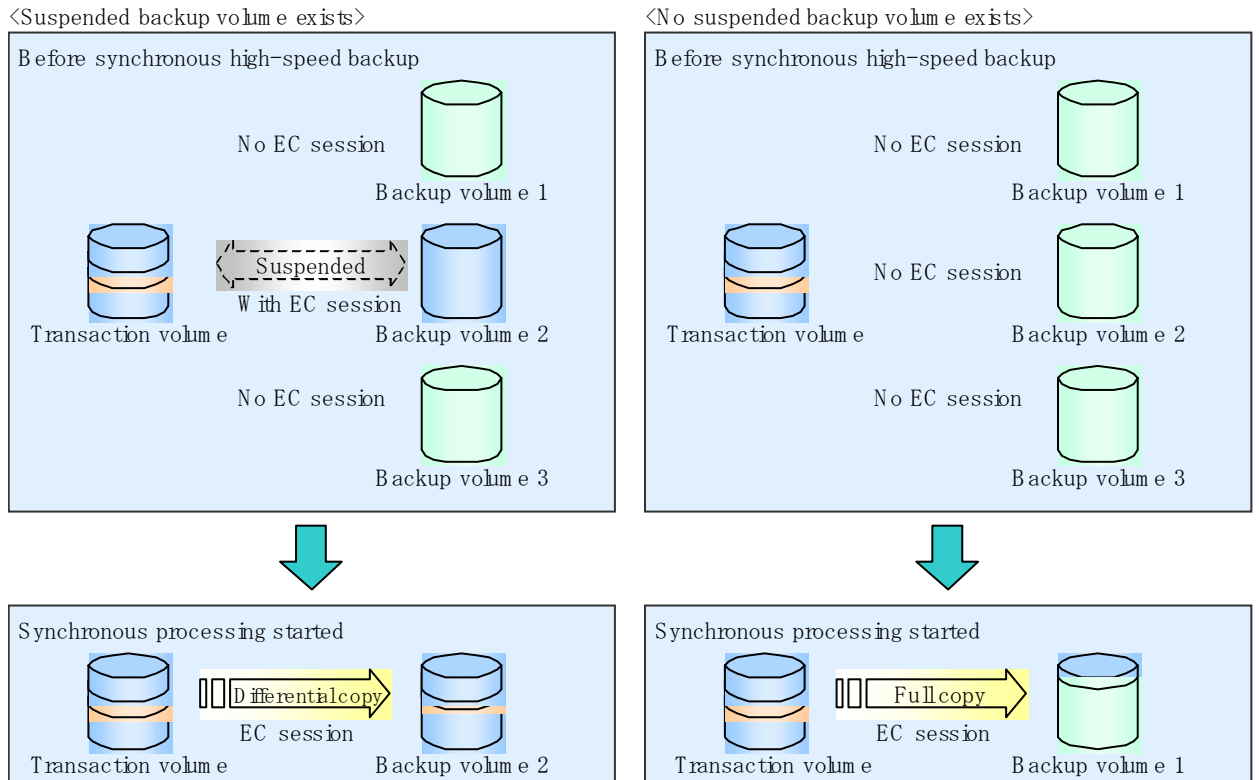 <Suspended backup volume exists>
Before synchronous high-speed backup
No EC session
Backup volume 1
Suspended
With EC session
Transaction volume
Backup volume 2
No EC session
Backup volume 3
Synchronous processing started
Differential copy
EC session
Transaction volume
Backup volume 2
<No suspended backup volume exists>
Before synchronous high-speed backup
No EC session
Backup volume 1
No EC session
Transaction volume
Backup volume 2
No EC session
Backup volume 3
Synchronous processing started
Full copy
EC session
Transaction volume
Backup volume 1